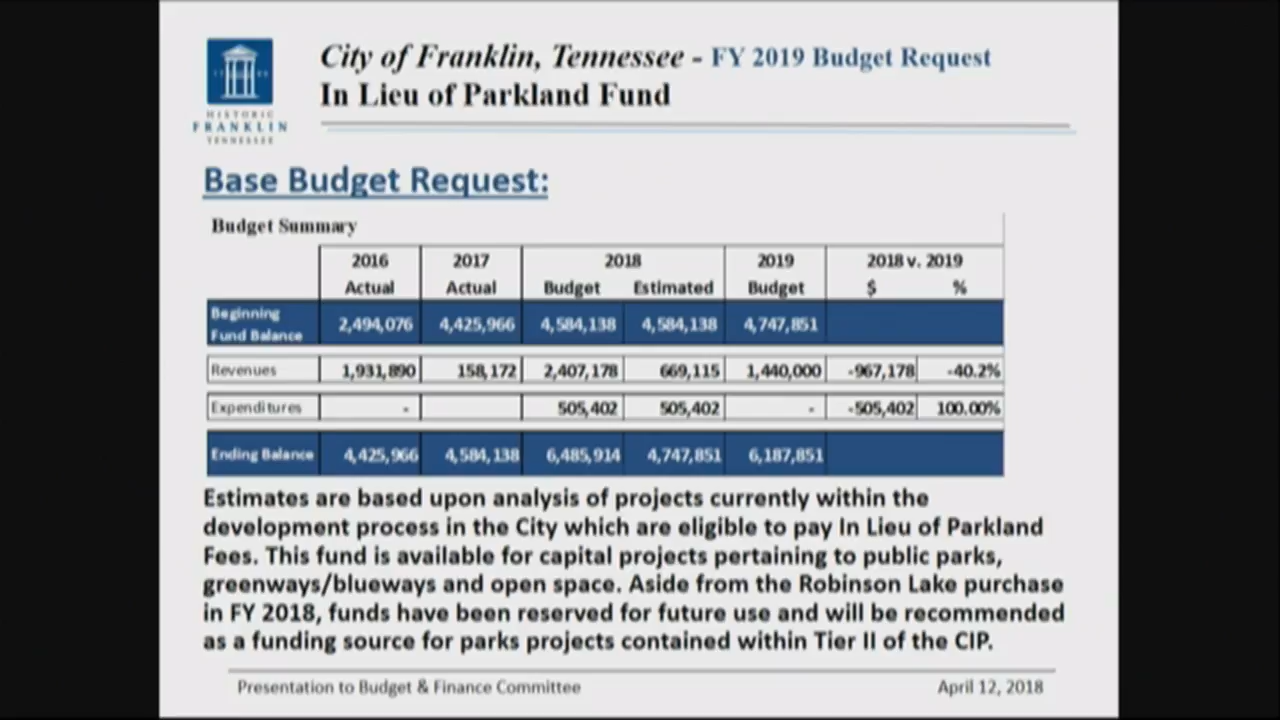 HISTORIC
FRANKLIN
TENNESSEE
City of Franklin, Tennessee - FY 2019 Budget Request
In Lieu of Parkland Fund
Base Budget Request:
Budget Summary
2016 2017 2018 2019 2018 v. 2019
Actual Actual Budget Estimated Budget $ %
Beginning
Fund Balance 2,494,076 4,425,966 4,584,138 4,584,138 4,747,851
Revenues 1,931,890 158,172 2,407,178 669,115 1,440,000 -967,178 -40.2%
Expenditures - 505,402 505,402 - -505,402 100.00%
Ending Balance 4,425,966 4,584,138 6,485,914 4,747,851 6,187,851
Estimates are based upon analysis of projects currently within the
development process in the City which are eligible to pay In Lieu of Parkland
Fees. This fund is available for capital projects pertaining to public parks,
greenways/blueways and open space. Aside from the Robinson Lake purchase
in FY 2018, funds have been reserved for future use and will be recommended
as a funding source for parks projects contained within Tier II of the CIP.
Presentation to Budget & Finance Committee April 12, 2018